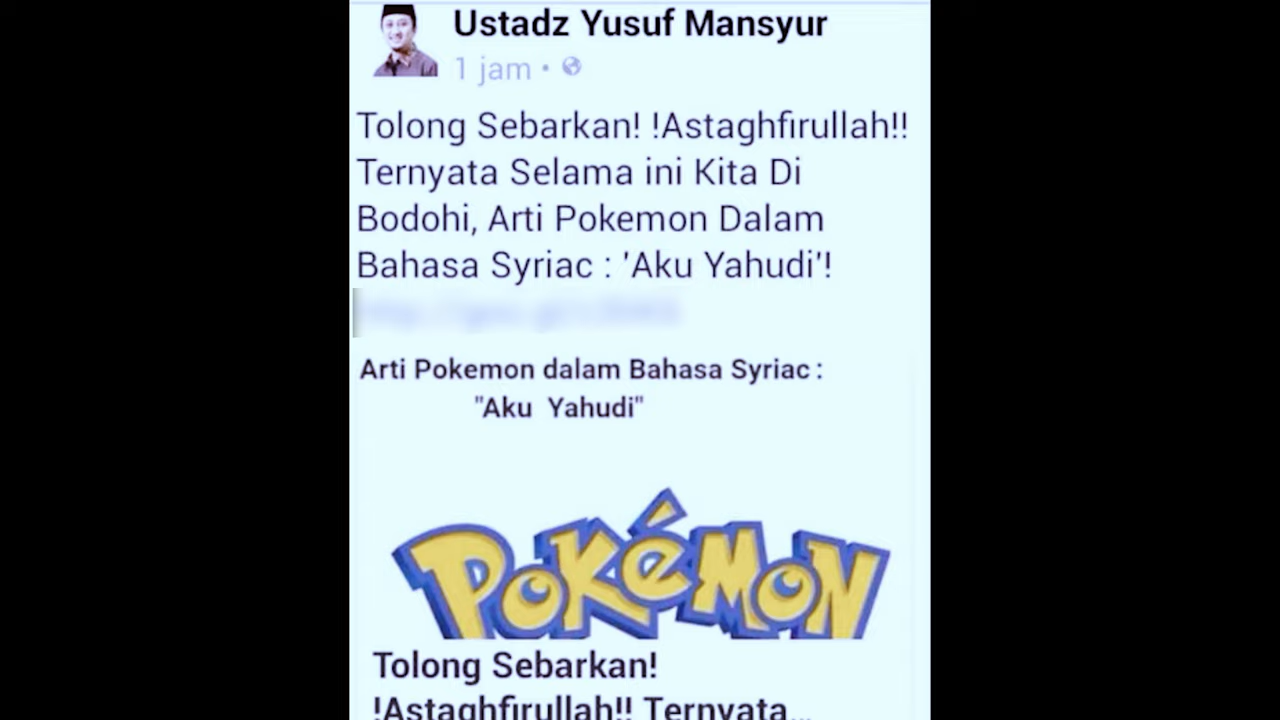 Ustadz Yusuf Mansyur
1 jam •
Tolong Sebarkan! !Astaghfirullah!!
Ternyata Selama ini Kita Di
Bodohi, Arti Pokemon Dalam
Bahasa Syriac : 'Aku Yahudi'!
Arti Pokemon dalam Bahasa Syriac :
"Aku Yahudi"
POKéMON
Tolong Sebarkan!
!Astaghfirullah!! Ternyata...